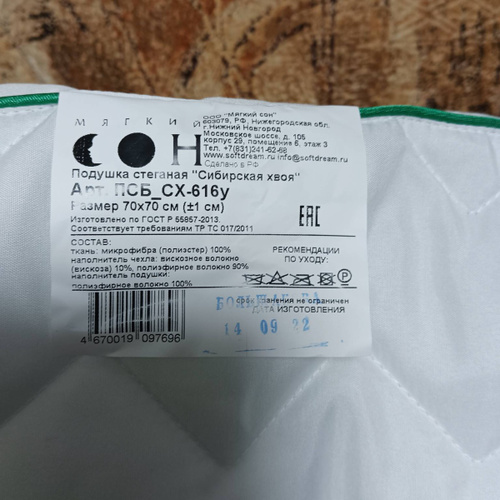 МЯГКИЙ
СОН
ООО "Мягкий сон"
603079, РФ, Нижегородская обл.
г.Нижний Новгород
Московское шоссе, д. 105
корпус 29, помещение 6, этаж 3
Тел. +7(831)241-62-68
www.softdream.ru info@softdream.ru
Сделано в РФ
Подушка стеганая "Сибирская хвоя"
Арт. ПСБ_СХ-616у
Размер 70х70 см (±1 см)
Изготовлено по ГОСТ Р 55857-2013.
Соответствует требованиям ТР ТС 017/2011
ЕАС
СОСТАВ:
ткань: микрофибра (полиэстер) 100%
наполнитель чехла: вискозное волокно
(вискоза) 10%, полиэфирное волокно 90%
наполнитель подушки:
полиэфирное волокно 100%
РЕКОМЕНДАЦИИ
ПО УХОДУ:
P
срок хранения не ограничен
ДАТА ИЗГОТОВЛЕНИЯ
14 09 22
4 670019 097696